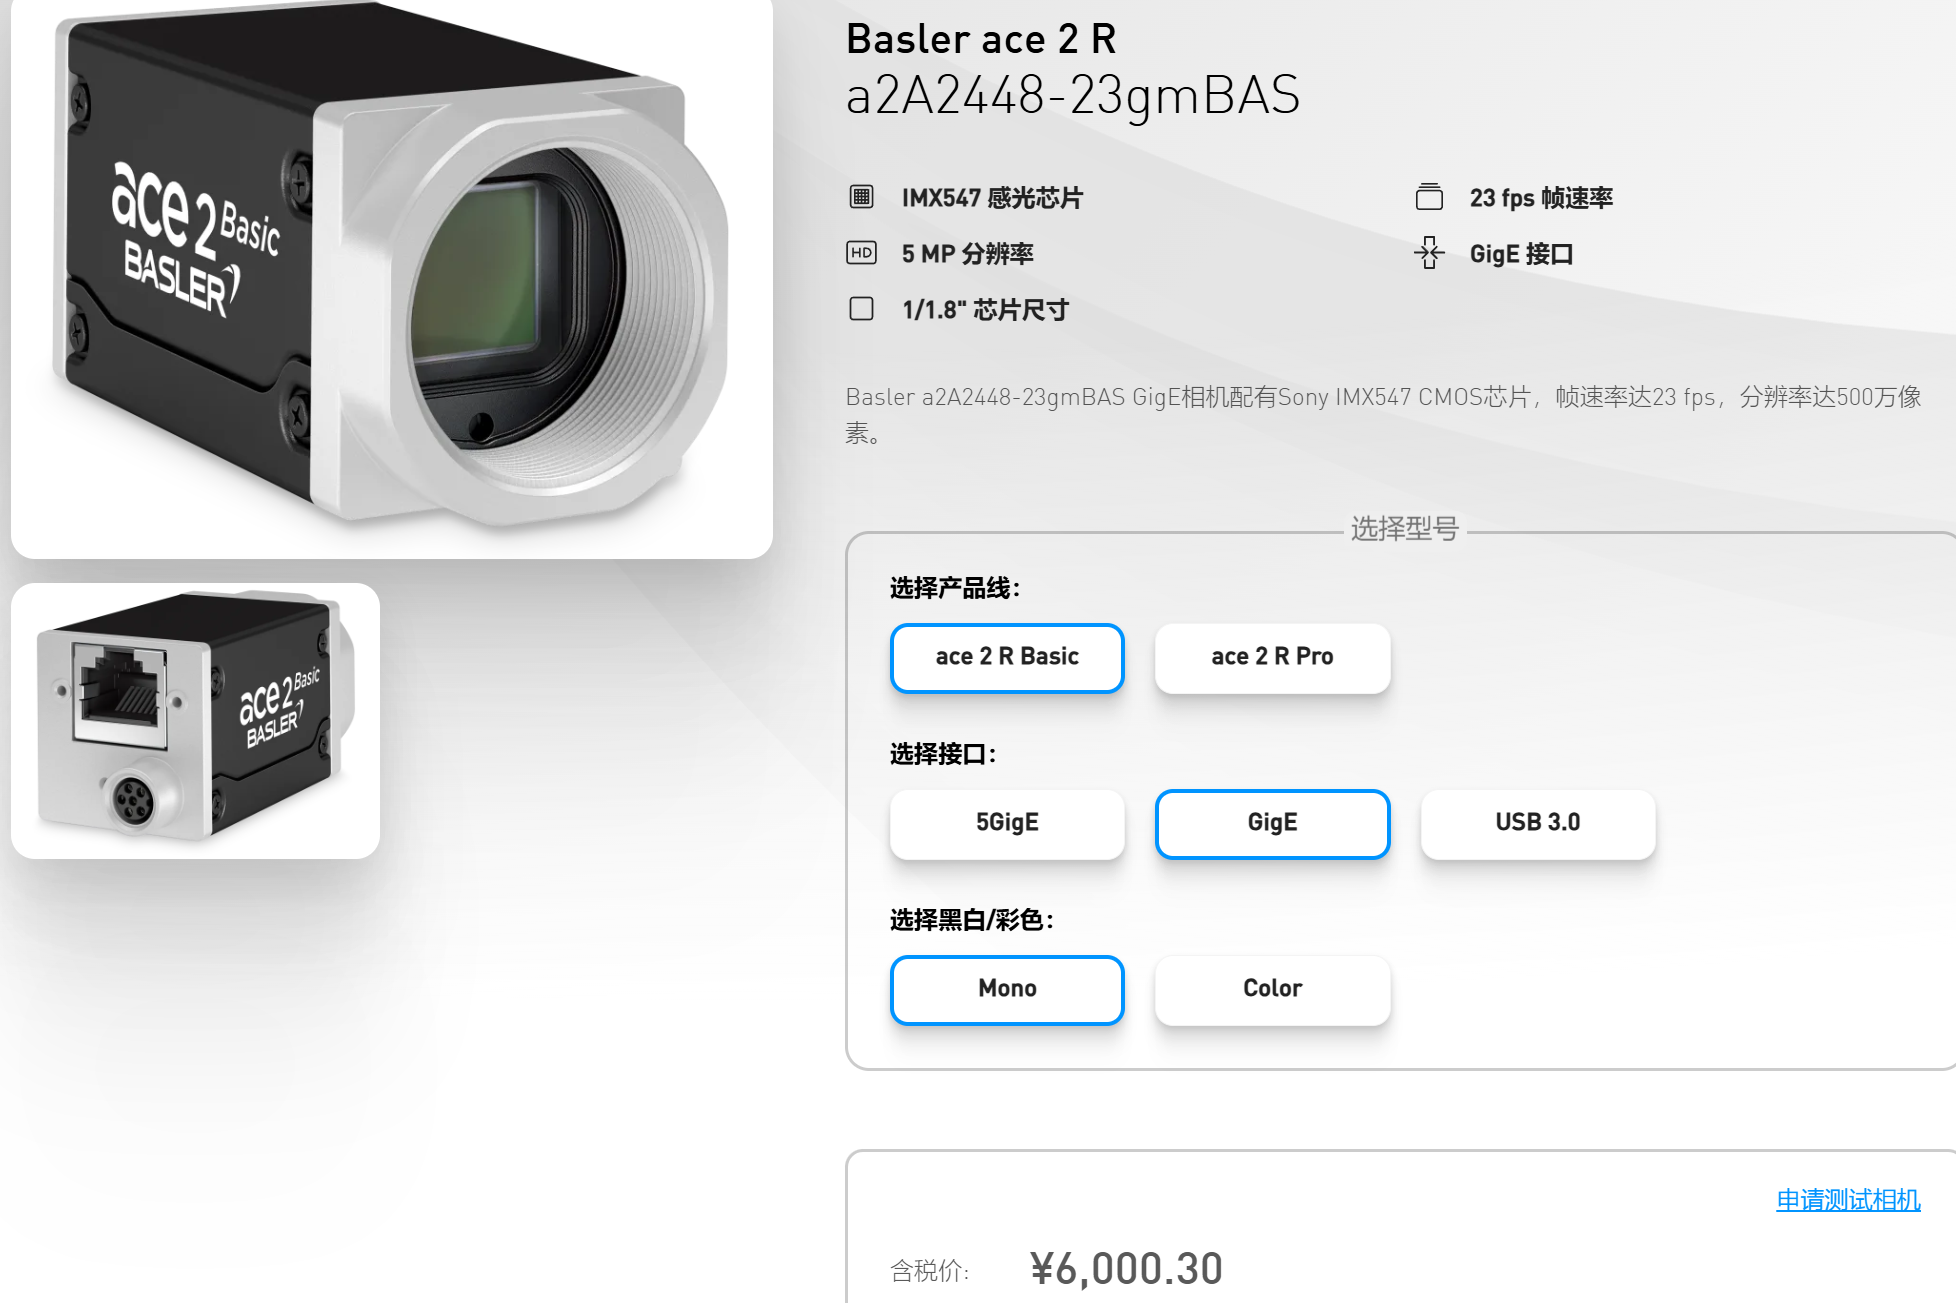 Basler ace 2 R
a2A2448-23gmBAS
IMX547 感光芯片
23 fps 帧速率
HD
5 MP 分辨率
GigE 接口
1/1.8" 芯片尺寸
Basler a2A2448-23gmBAS GigE相机配有Sony IMX547 CMOS芯片，帧速率达23 fps，分辨率达500万像
素。
ace 2 Basic
BASLER
ace 2 Basic
BASLER
选择型号
选择产品线：
ace 2 R Basic
ace 2 R Pro
选择接口：
5GigE
GigE
USB 3.0
选择黑白/彩色：
Mono
Color
申请测试相机
含税价:
¥6,000.30